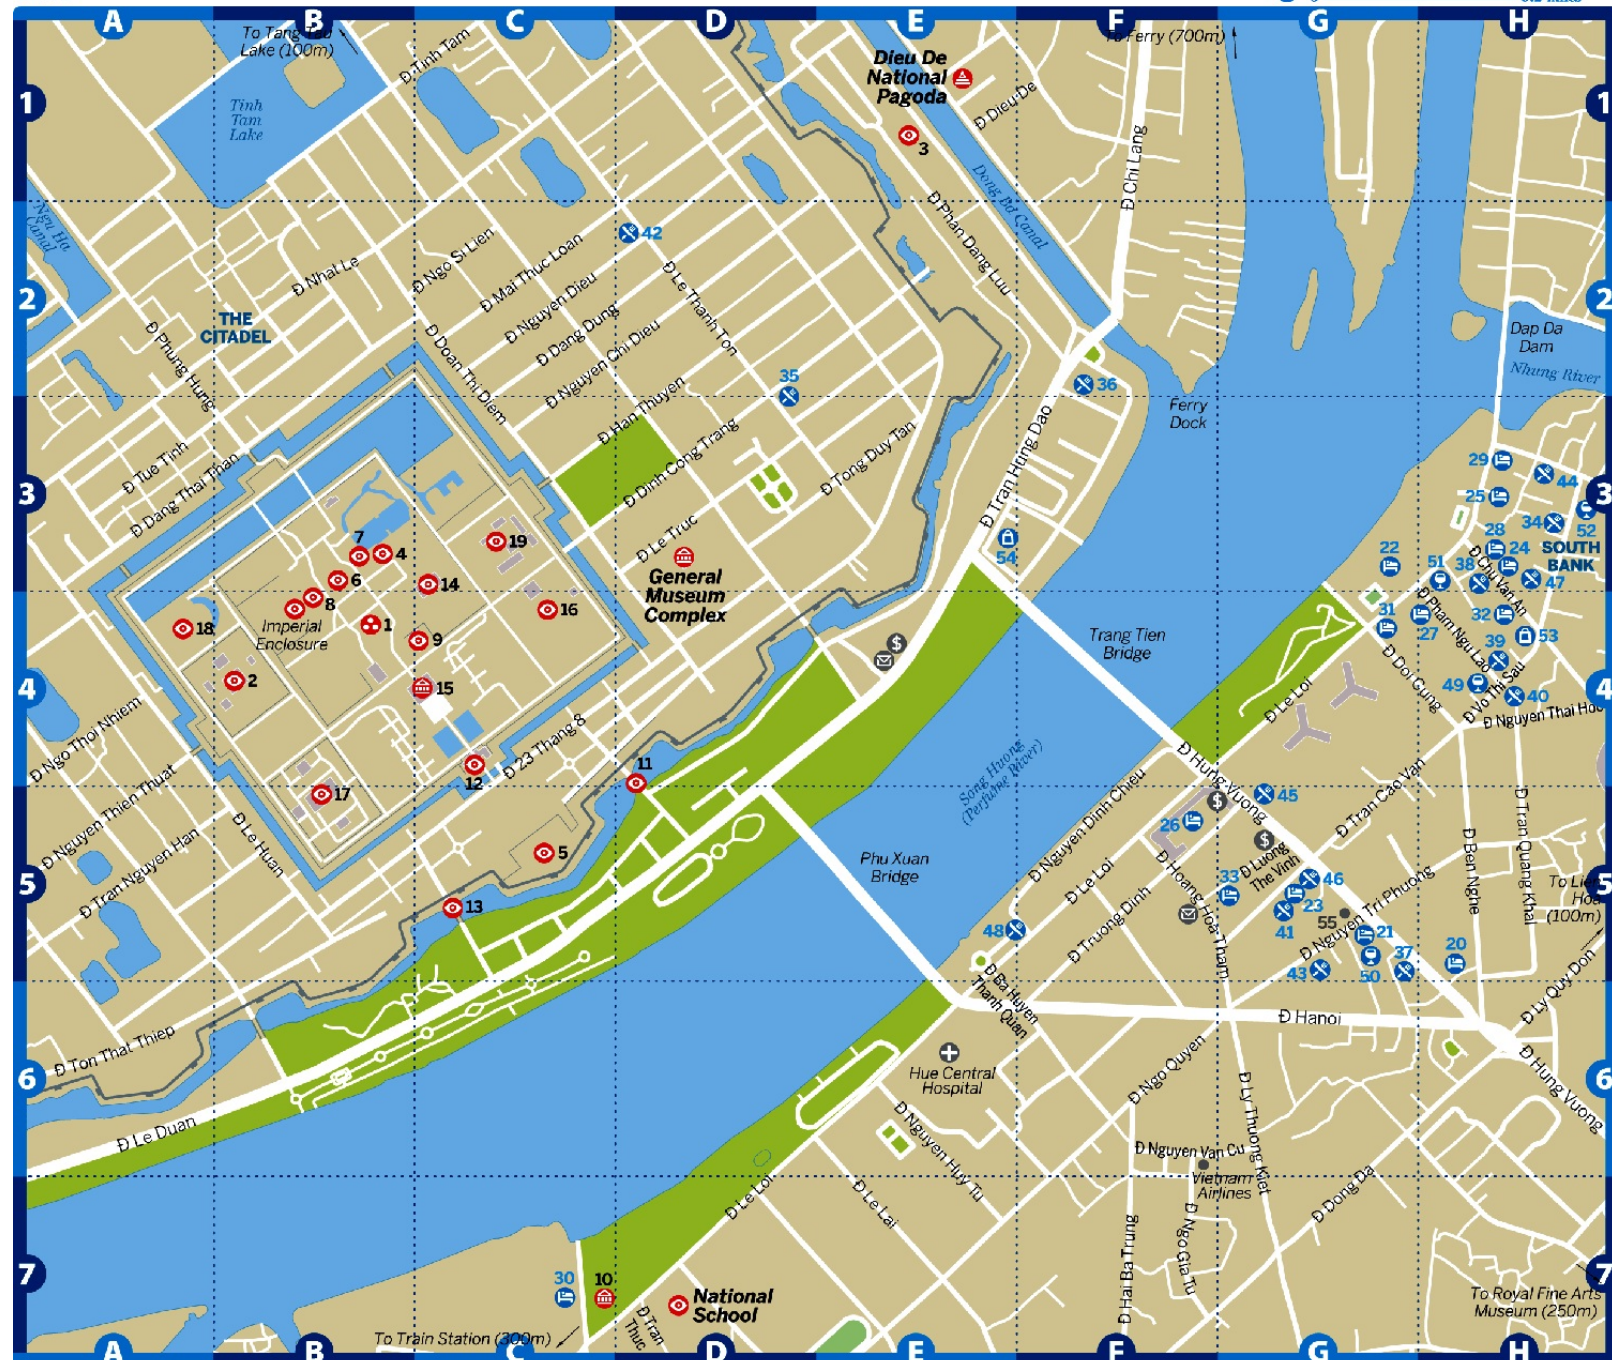 A
B
C
D
E
F
G
H
To Tang Tau
Lake (100m)
Đ Tinh Tam
Dieu De
National
Pagoda
To Ferry (700m)
1
1
Tinh
Tam
Lake
3
Đ Dieu De
Đ Chi Lang
Dong Ba Canal
Đ Phan Dang Luu
Ngu Ha
Canal
42
Đ Nhat Le
Đ Ngo Si Lien
Đ Mai Thuc Loan
Đ Nguyen Dieu
Đ Dang Dung
Đ Nguyen Chi Dieu
Đ Le Thanh Ton
2
2
THE
CITADEL
Đ Phung Hung
Đ Doan Thi Diem
Dap Da
Dam
Nhung River
35
36
Đ Han Thuyen
Ferry
Dock
Đ Tue Tinh
Đ Dang Thai Than
Đ Dinh Cong Trang
Đ Tong Duy Tan
Đ Tran Hung Dao
29
44
3
3
25
52
34
28
SOUTH
BANK
7
4
19
Đ Le Truc
54
22
51
38
24
6
14
General
Museum
Complex
47
Đ Chu Van An
8
16
18
Imperial
Enclosure
1
9
31
27
32
Đ Pham Ngu Lao
39
53
Trang Tien
Bridge
$
2
15
4
4
Đ Doi Cung
49
Đ Vo Thi Sau
40
Đ Le Loi
Đ Nguyen Thai Hoc
Đ Ngo Thoi Nhiem
Đ 23 Thang 8
12
11
Song Huong
(Perfume River)
Đ Hung Vuong
17
Đ Nguyen Thien Thuat
Đ Nguyen Dinh Chieu
45
$
26
Đ Tran Cao Van
Đ Tran Quang Khai
Đ Ben Nghe
$
Đ Le Huan
Đ Tran Nguyen Han
5
5
5
Phu Xuan
Bridge
Đ Le Loi
Đ Hoang Hoa Tham
Đ Luong
The Vinh
33
46
23
41
55
Đ Nguyen Tri Phuong
To Lien
Hoa
(100m)
13
48
Đ Truong Dinh
21
43
50
37
20
Đ Ba Huyen
Thanh Quan
Đ Ly Quy Don
Đ Hanoi
Đ Ton That Thiep
6
6
Hue Central
Hospital
Đ Ngo Quyen
Đ Hung Vuong
Đ Le Duan
Đ Nguyen Huy Tu
Đ Ly Thuong Kiet
Đ Nguyen Van Cu
Vietnam
Airlines
Đ Le Loi
Đ Le Lai
Đ Dong Da
Đ Hai Ba Trung
Đ Ngo Gia Tu
7
7
30
10
National
School
To Royal Fine Arts
Museum (250m)
To Train Station (300m)
Đ Tran
Thuc
A
B
C
D
E
F
G
H